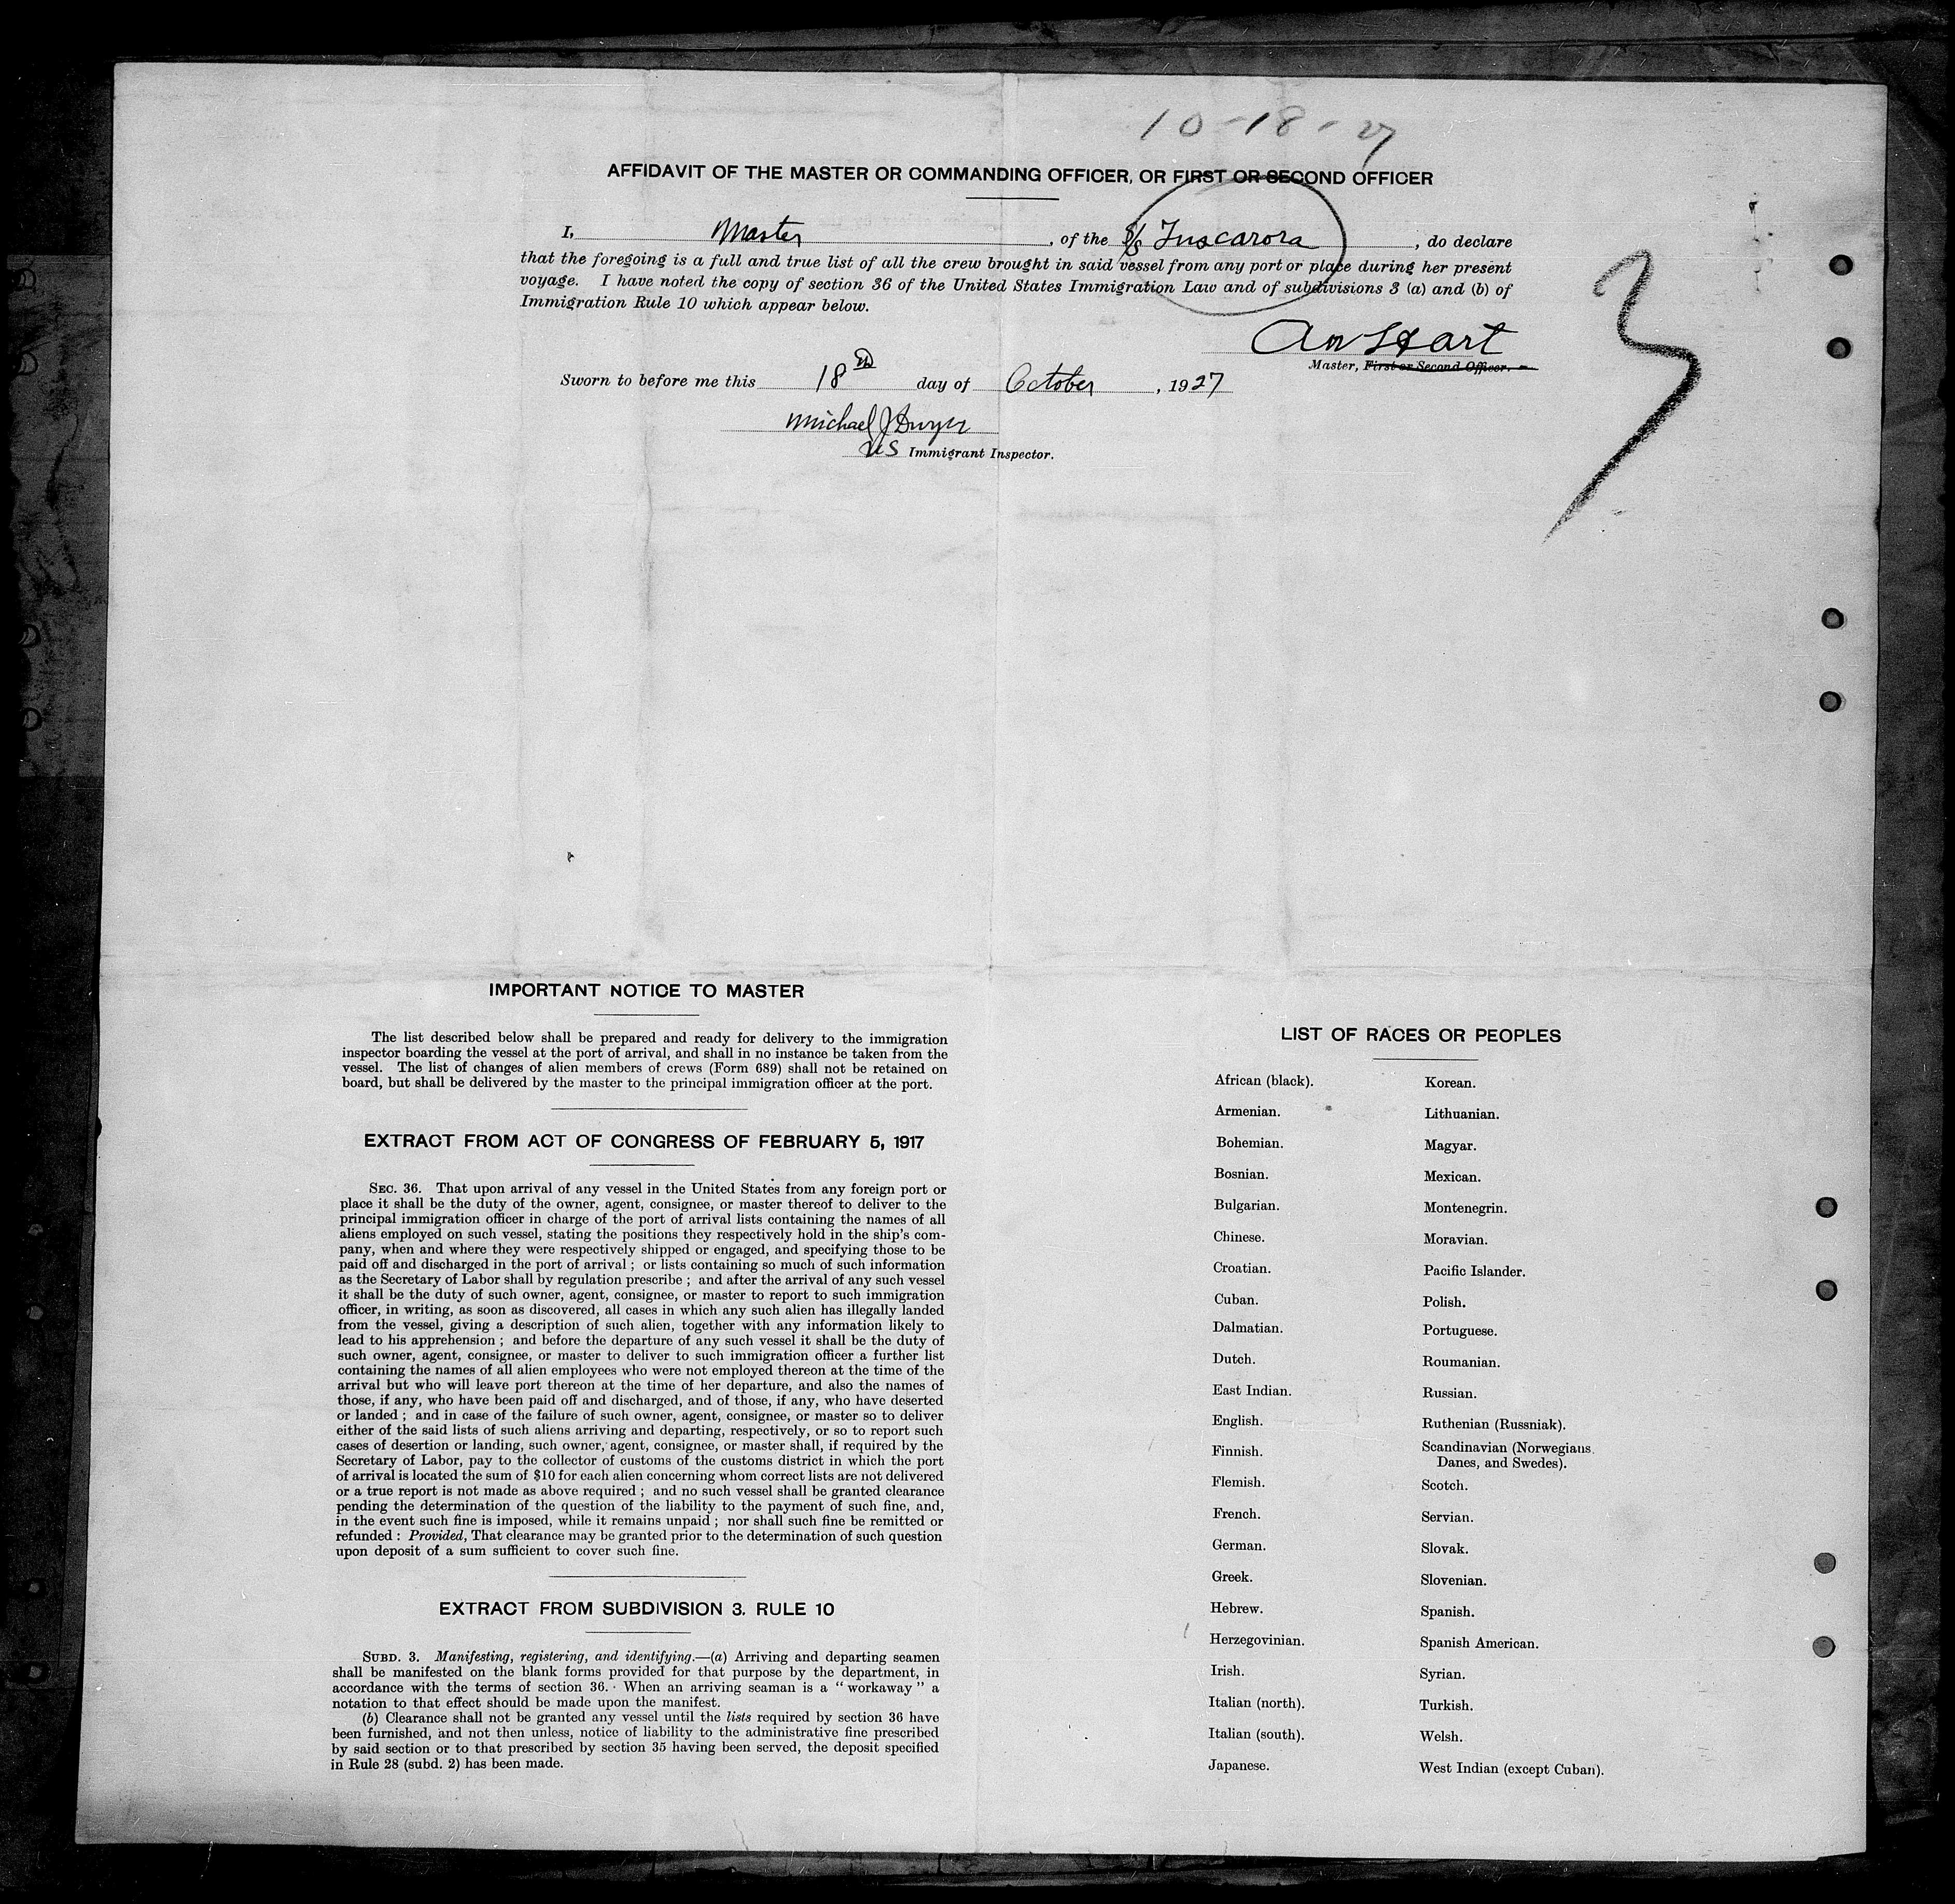 10-18-27
AFFIDAVIT OF THE MASTER OR COMMANDING OFFICER, OR FIRST OR SECOND OFFICER
I, Master, of the S/S Tuscarora, do declare
that the foregoing is a full and true list of all the crew brought in said vessel from any port or place during her present
voyage. I have noted the copy of section 36 of the United States Immigration Law and of subdivisions 3 (a) and (b) of
Immigration Rule 10 which appear below.
Hart
Master, First or Second Officer.
Sworn to before me this 18th day of October, 1927
Michael J Dwyer
US Immigrant Inspector.
3
IMPORTANT NOTICE TO MASTER
The list described below shall be prepared and ready for delivery to the immigration
inspector boarding the vessel at the port of arrival, and shall in no instance be taken from the
vessel. The list of changes of alien members of crews (Form 689) shall not be retained on
board, but shall be delivered by the master to the principal immigration officer at the port.
EXTRACT FROM ACT OF CONGRESS OF FEBRUARY 5, 1917
SEC. 36. That upon arrival of any vessel in the United States from any foreign port or
place it shall be the duty of the owner, agent, consignee, or master thereof to deliver to the
principal immigration officer in charge of the port of arrival lists containing the names of all
aliens employed on such vessel, stating the positions they respectively hold in the ship's com-
pany, when and where they were respectively shipped or engaged, and specifying those to be
paid off and discharged in the port of arrival; or lists containing so much of such information
as the Secretary of Labor shall by regulation prescribe; and after the arrival of any such vessel
it shall be the duty of such owner, agent, consignee, or master to report to such immigration
officer, in writing, as soon as discovered, all cases in which any such alien has illegally landed
from the vessel, giving a description of such alien, together with any information likely to
lead to his apprehension; and before the departure of any such vessel it shall be the duty of
such owner, agent, consignee, or master to deliver to such immigration officer a further list
containing the names of all alien employees who were not employed thereon at the time of the
arrival but who will leave port thereon at the time of her departure, and also the names of
those, if any, who have been paid off and discharged, and of those, if any, who have deserted
or landed; and in case of the failure of such owner, agent, consignee, or master so to deliver
either of the said lists of such aliens arriving and departing, respectively, or so to report such
cases of desertion or landing, such owner, agent, consignee, or master shall, if required by the
Secretary of Labor, pay to the collector of customs of the customs district in which the port
of arrival is located the sum of $10 for each alien concerning whom correct lists are not delivered
or a true report is not made as above required; and no such vessel shall be granted clearance
pending the determination of the question of the liability to the payment of such fine, and,
in the event such fine is imposed, while it remains unpaid; nor shall such fine be remitted or
refunded: Provided, That clearance may be granted prior to the determination of such question
upon deposit of a sum sufficient to cover such fine.
EXTRACT FROM SUBDIVISION 3. RULE 10
SUBD. 3. Manifesting, registering, and identifying.—(a) Arriving and departing seamen
shall be manifested on the blank forms provided for that purpose by the department, in
accordance with the terms of section 36. When an arriving seaman is a "workaway" a
notation to that effect should be made upon the manifest.
(b) Clearance shall not be granted any vessel until the lists required by section 36 have
been furnished, and not then unless, notice of liability to the administrative fine prescribed
by said section or to that prescribed by section 35 having been served, the deposit specified
in Rule 28 (subd. 2) has been made.
LIST OF RACES OR PEOPLES
African (black).
Armenian.
Bohemian.
Bosnian.
Bulgarian.
Chinese.
Croatian.
Cuban.
Dalmatian.
Dutch.
East Indian.
English.
Finnish.
Flemish.
French.
German.
Greek.
Hebrew.
Herzegovinian.
Irish.
Italian (north).
Italian (south).
Japanese.
Korean.
Lithuanian.
Magyar.
Mexican.
Montenegrin.
Moravian.
Pacific Islander.
Polish.
Portuguese.
Roumanian.
Russian.
Ruthenian (Russniak).
Scandinavian (Norwegians,
Danes, and Swedes).
Scotch.
Servian.
Slovak.
Slovenian.
Spanish.
Spanish American.
Syrian.
Turkish.
Welsh.
West Indian (except Cuban).